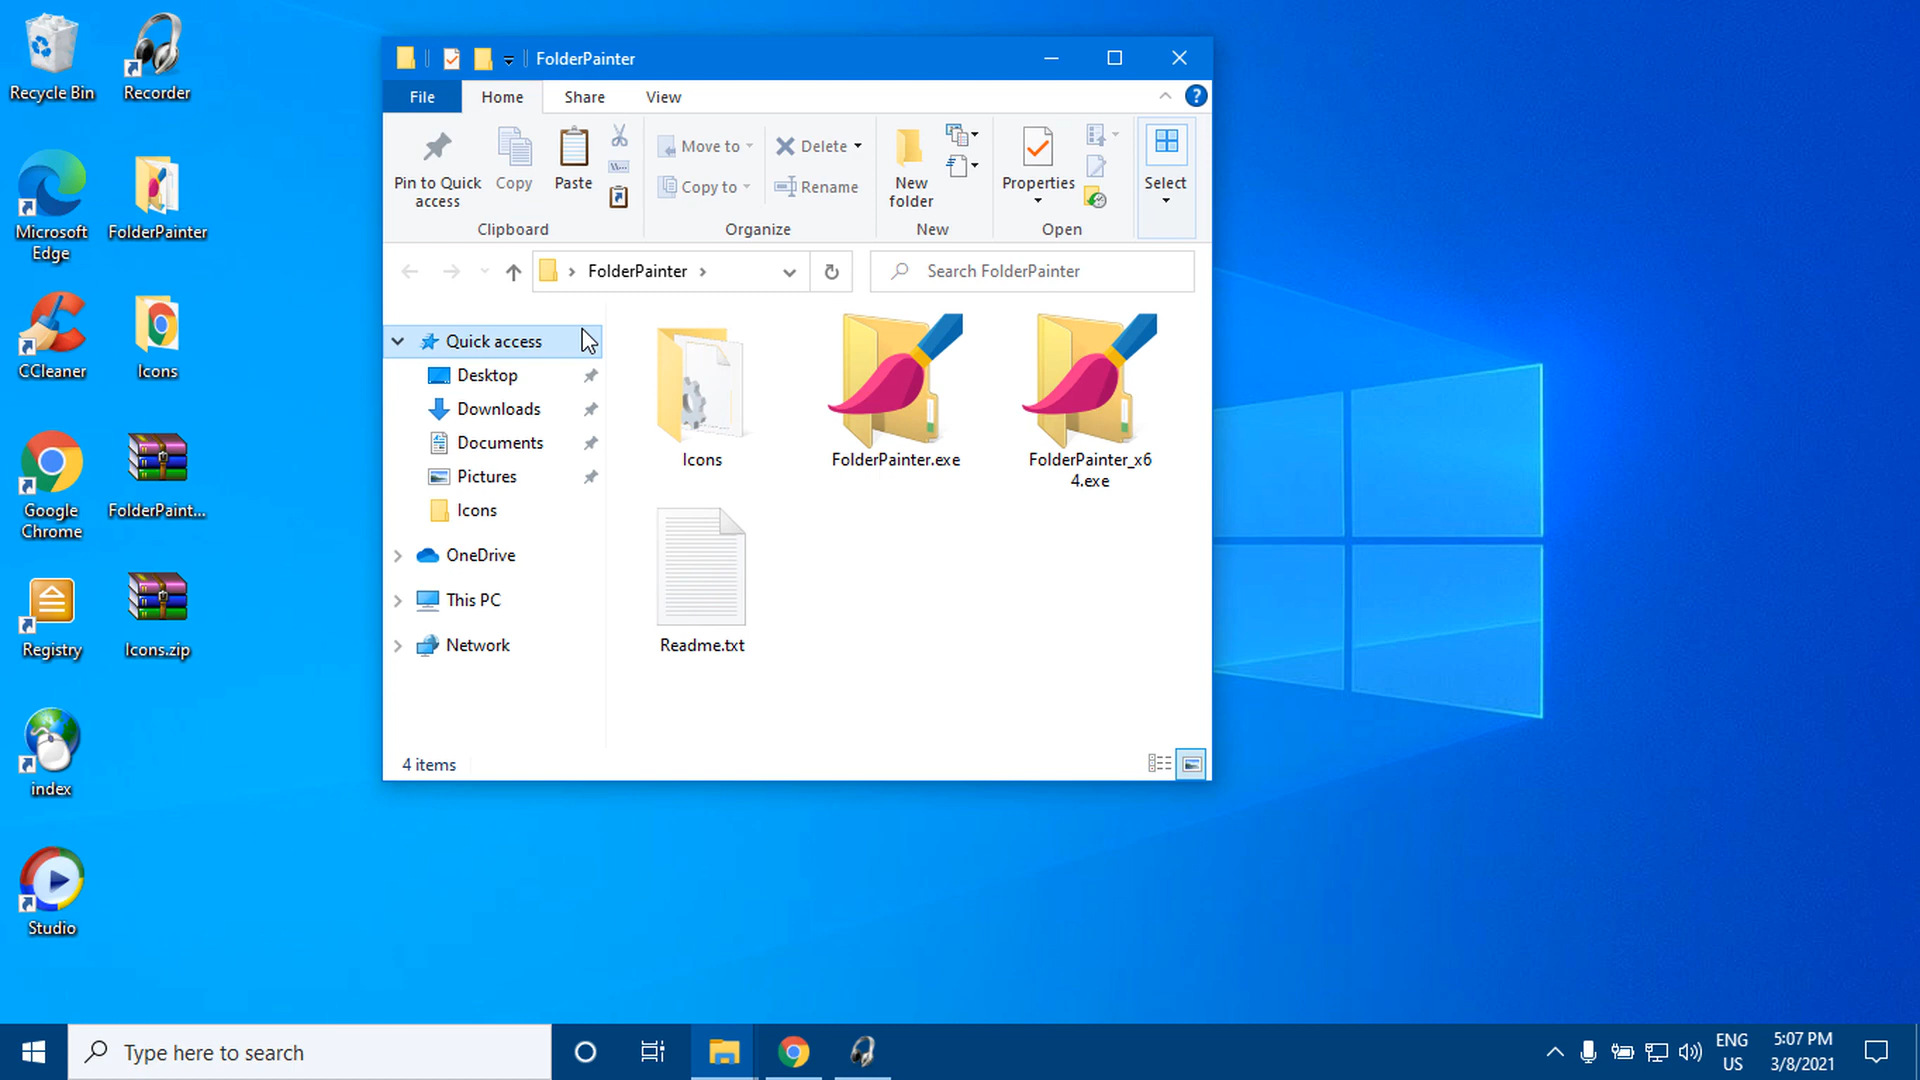 Recycle Bin
Recorder
Microsoft
Edge
FolderPainter
CCleaner
Icons
Google
Chrome
FolderPaint...
Registry
Icons.zip
index
Studio
FolderPainter
File
Home
Share
View
Pin to Quick
access
Copy
Paste
Clipboard
Move to
Copy to
Delete
Rename
Organize
New
folder
New
Properties
Open
Select
FolderPainter
Search FolderPainter
Quick access
Desktop
Downloads
Documents
Pictures
Icons
OneDrive
This PC
Network
Icons
FolderPainter.exe
FolderPainter_x6
4.exe
Readme.txt
4 items
Type here to search
ENG
US
5:07 PM
3/8/2021